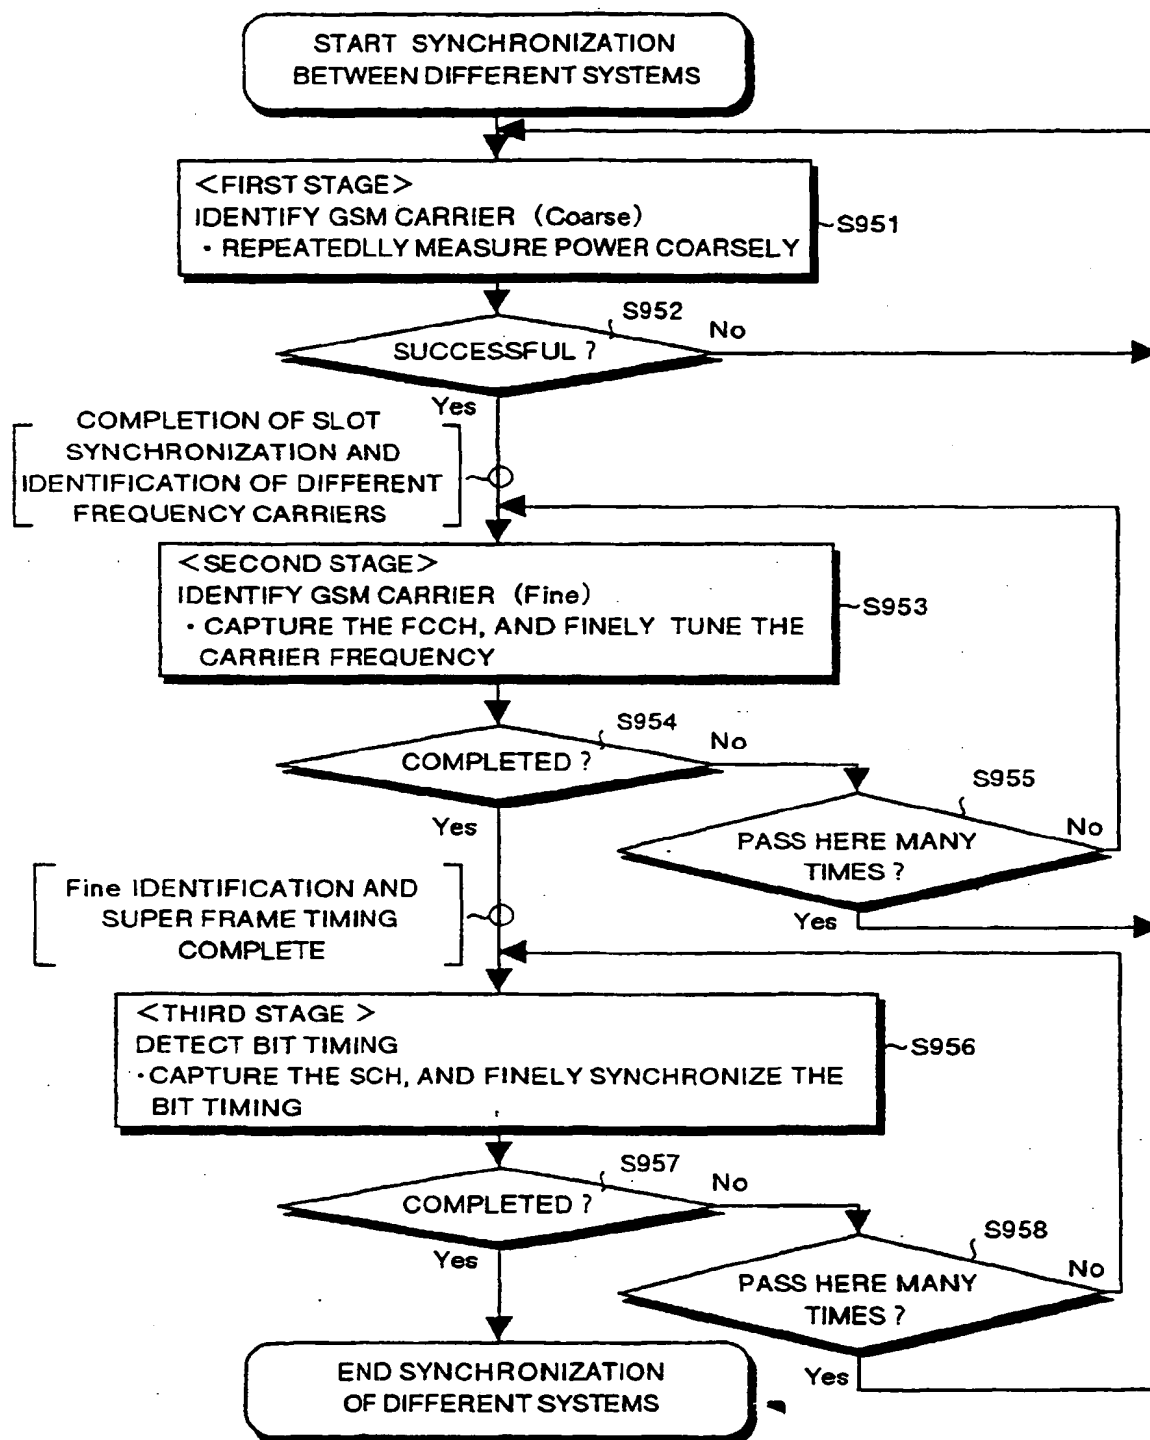 START SYNCHRONIZATION
BETWEEN DIFFERENT SYSTEMS
<FIRST STAGE>
IDENTIFY GSM CARRIER (Coarse)
・REPEATEDLLY MEASURE POWER COARSELY
S951
S952
SUCCESSFUL ?
No
Yes
COMPLETION OF SLOT
SYNCHRONIZATION AND
IDENTIFICATION OF DIFFERENT
FREQUENCY CARRIERS
<SECOND STAGE>
IDENTIFY GSM CARRIER (Fine)
・CAPTURE THE FCCH, AND FINELY TUNE THE
CARRIER FREQUENCY
S953
S954
COMPLETED ?
No
Yes
S955
PASS HERE MANY
TIMES ?
No
Yes
Fine IDENTIFICATION AND
SUPER FRAME TIMING
COMPLETE
<THIRD STAGE >
DETECT BIT TIMING
・CAPTURE THE SCH, AND FINELY SYNCHRONIZE THE
BIT TIMING
S956
S957
COMPLETED ?
No
Yes
S958
PASS HERE MANY
TIMES ?
No
Yes
END SYNCHRONIZATION
OF DIFFERENT SYSTEMS